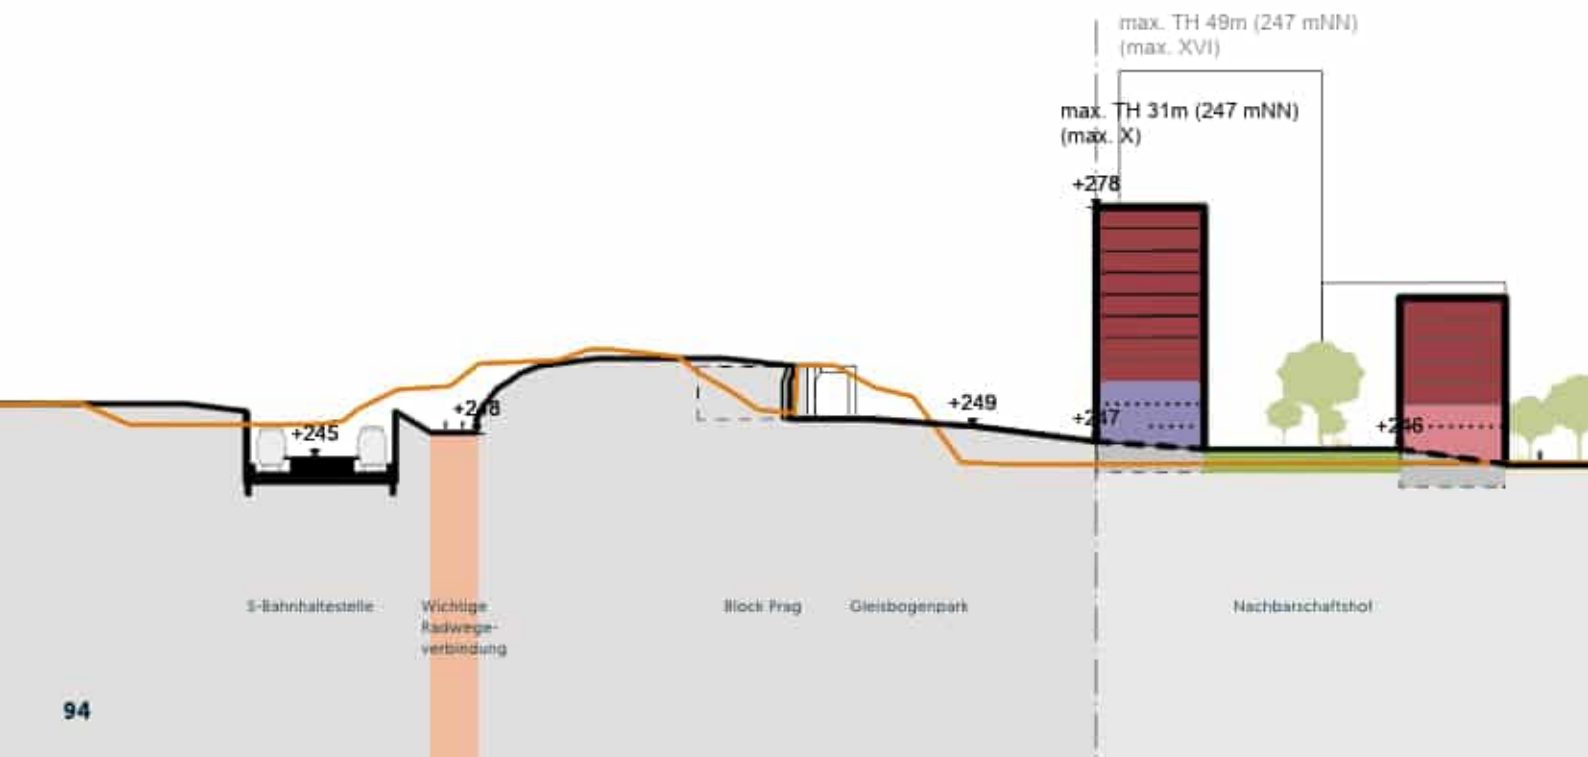 max. TH 49m (247 mNN)
(max. XVI)
max. TH 31m (247 mNN)
(max. X)
+278
+249
+248
+247
+246
+245
S-Bahnhaltestelle
Wichtige
Radwege-
verbindung
Block Prag
Gleisbogenpark
Nachbarschaftshof
94